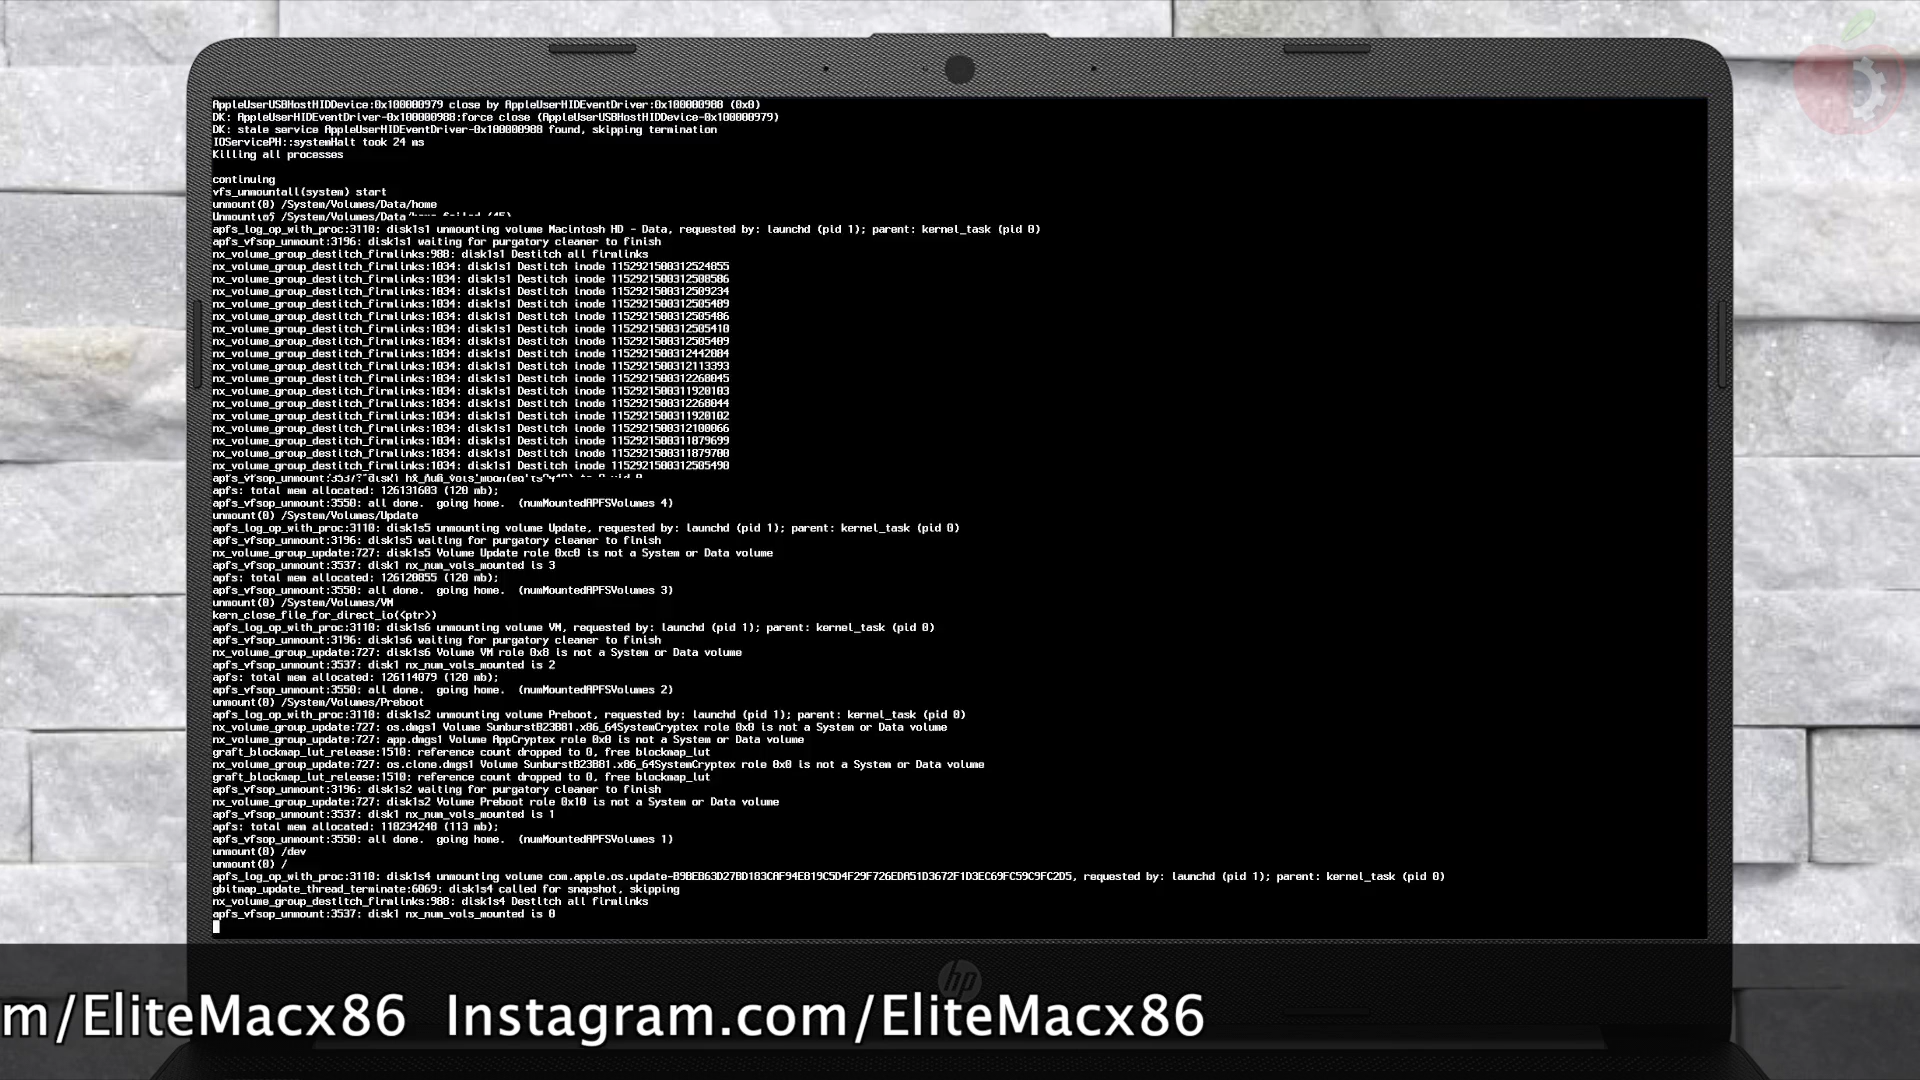 AppleUserUSBHostHIDDevice:0x100000979 close by AppleUserHIDEventDriver:0x100000988 (0x0)
DK: AppleUserHIDEventDriver-0x100000988:force close (AppleUserUSBHostHIDDevice-0x100000979)
DK: stale service AppleUserHIDEventDriver-0x100000988 found, skipping termination
IOServicePH::systemHalt took 24 ms
Killing all processes
continuing
vfs_unmountall(system) start
unmount(0) /System/Volumes/Data/home
/System/Volumes/Data
apfs_log_op_with_proc:3110: disk1s1 unmounting volume Macintosh HD - Data, requested by: launchd (pid 1); parent: kernel_task (pid 0)
apfs_vfsop_unmount:3196: disk1s1 waiting for purgatory cleaner to finish
nx_volume_group_destitch_firmlinks:988: disk1s1 Destitch all firmlinks
nx_volume_group_destitch_firmlinks:1034: disk1s1 Destitch inode 1152921500312524855
nx_volume_group_destitch_firmlinks:1034: disk1s1 Destitch inode 1152921500312508586
nx_volume_group_destitch_firmlinks:1034: disk1s1 Destitch inode 1152921500312509234
nx_volume_group_destitch_firmlinks:1034: disk1s1 Destitch inode 1152921500312505489
nx_volume_group_destitch_firmlinks:1034: disk1s1 Destitch inode 1152921500312505486
nx_volume_group_destitch_firmlinks:1034: disk1s1 Destitch inode 1152921500312505410
nx_volume_group_destitch_firmlinks:1034: disk1s1 Destitch inode 1152921500312505409
nx_volume_group_destitch_firmlinks:1034: disk1s1 Destitch inode 1152921500312442084
nx_volume_group_destitch_firmlinks:1034: disk1s1 Destitch inode 1152921500312113393
nx_volume_group_destitch_firmlinks:1034: disk1s1 Destitch inode 1152921500312268045
nx_volume_group_destitch_firmlinks:1034: disk1s1 Destitch inode 1152921500311920103
nx_volume_group_destitch_firmlinks:1034: disk1s1 Destitch inode 1152921500312268044
nx_volume_group_destitch_firmlinks:1034: disk1s1 Destitch inode 1152921500311920102
nx_volume_group_destitch_firmlinks:1034: disk1s1 Destitch inode 1152921500312100066
nx_volume_group_destitch_firmlinks:1034: disk1s1 Destitch inode 1152921500311879699
nx_volume_group_destitch_firmlinks:1034: disk1s1 Destitch inode 1152921500311879700
nx_volume_group_destitch_firmlinks:1034: disk1s1 Destitch inode 1152921500312505490
apfs: total mem allocated: 126131603 (120 mb);
apfs_vfsop_unmount:3550: all done.  going home.  (numMountedAPFSVolumes 4)
unmount(0) /System/Volumes/Update
apfs_log_op_with_proc:3110: disk1s5 unmounting volume Update, requested by: launchd (pid 1); parent: kernel_task (pid 0)
apfs_vfsop_unmount:3196: disk1s5 waiting for purgatory cleaner to finish
nx_volume_group_update:727: disk1s5 Volume Update role 0xc0 is not a System or Data volume
apfs_vfsop_unmount:3537: disk1 nx_num_vols_mounted is 3
apfs: total mem allocated: 126120855 (120 mb);
apfs_vfsop_unmount:3550: all done.  going home.  (numMountedAPFSVolumes 3)
unmount(0) /System/Volumes/VM
kern_close_file_for_direct_io(<ptr>)
apfs_log_op_with_proc:3110: disk1s6 unmounting volume VM, requested by: launchd (pid 1); parent: kernel_task (pid 0)
apfs_vfsop_unmount:3196: disk1s6 waiting for purgatory cleaner to finish
nx_volume_group_update:727: disk1s6 Volume VM role 0x8 is not a System or Data volume
apfs_vfsop_unmount:3537: disk1 nx_num_vols_mounted is 2
apfs: total mem allocated: 126114079 (120 mb);
apfs_vfsop_unmount:3550: all done.  going home.  (numMountedAPFSVolumes 2)
unmount(0) /System/Volumes/Preboot
apfs_log_op_with_proc:3110: disk1s2 unmounting volume Preboot, requested by: launchd (pid 1); parent: kernel_task (pid 0)
nx_volume_group_update:727: os.dmgs1 Volume SunburstB23B81.x86_64SystemCryptex role 0x0 is not a System or Data volume
nx_volume_group_update:727: app.dmgs1 Volume AppCryptex role 0x0 is not a System or Data volume
graft_blockmap_lut_release:1510: reference count dropped to 0, free blockmap_lut
nx_volume_group_update:727: os.clone.dmgs1 Volume SunburstB23B81.x86_64SystemCryptex role 0x0 is not a System or Data volume
graft_blockmap_lut_release:1510: reference count dropped to 0, free blockmap_lut
apfs_vfsop_unmount:3196: disk1s2 waiting for purgatory cleaner to finish
nx_volume_group_update:727: disk1s2 Volume Preboot role 0x10 is not a System or Data volume
apfs_vfsop_unmount:3537: disk1 nx_num_vols_mounted is 1
apfs: total mem allocated: 118234240 (113 mb);
apfs_vfsop_unmount:3550: all done.  going home.  (numMountedAPFSVolumes 1)
unmount(0) /dev
unmount(0) /
apfs_log_op_with_proc:3110: disk1s4 unmounting volume com.apple.os.update-B9BEB63D27BD183CAF94E819C5D4F29F726EDA51D3672F1D3EC69FC59C9FC2D5, requested by: launchd (pid 1); parent: kernel_task (pid 0)
gbitmap_update_thread_terminate:6069: disk1s4 called for snapshot, skipping
nx_volume_group_destitch_firmlinks:988: disk1s4 Destitch all firmlinks
apfs_vfsop_unmount:3537: disk1 nx_num_vols_mounted is 0
hp
m/EliteMacx86 Instagram.com/EliteMacx86